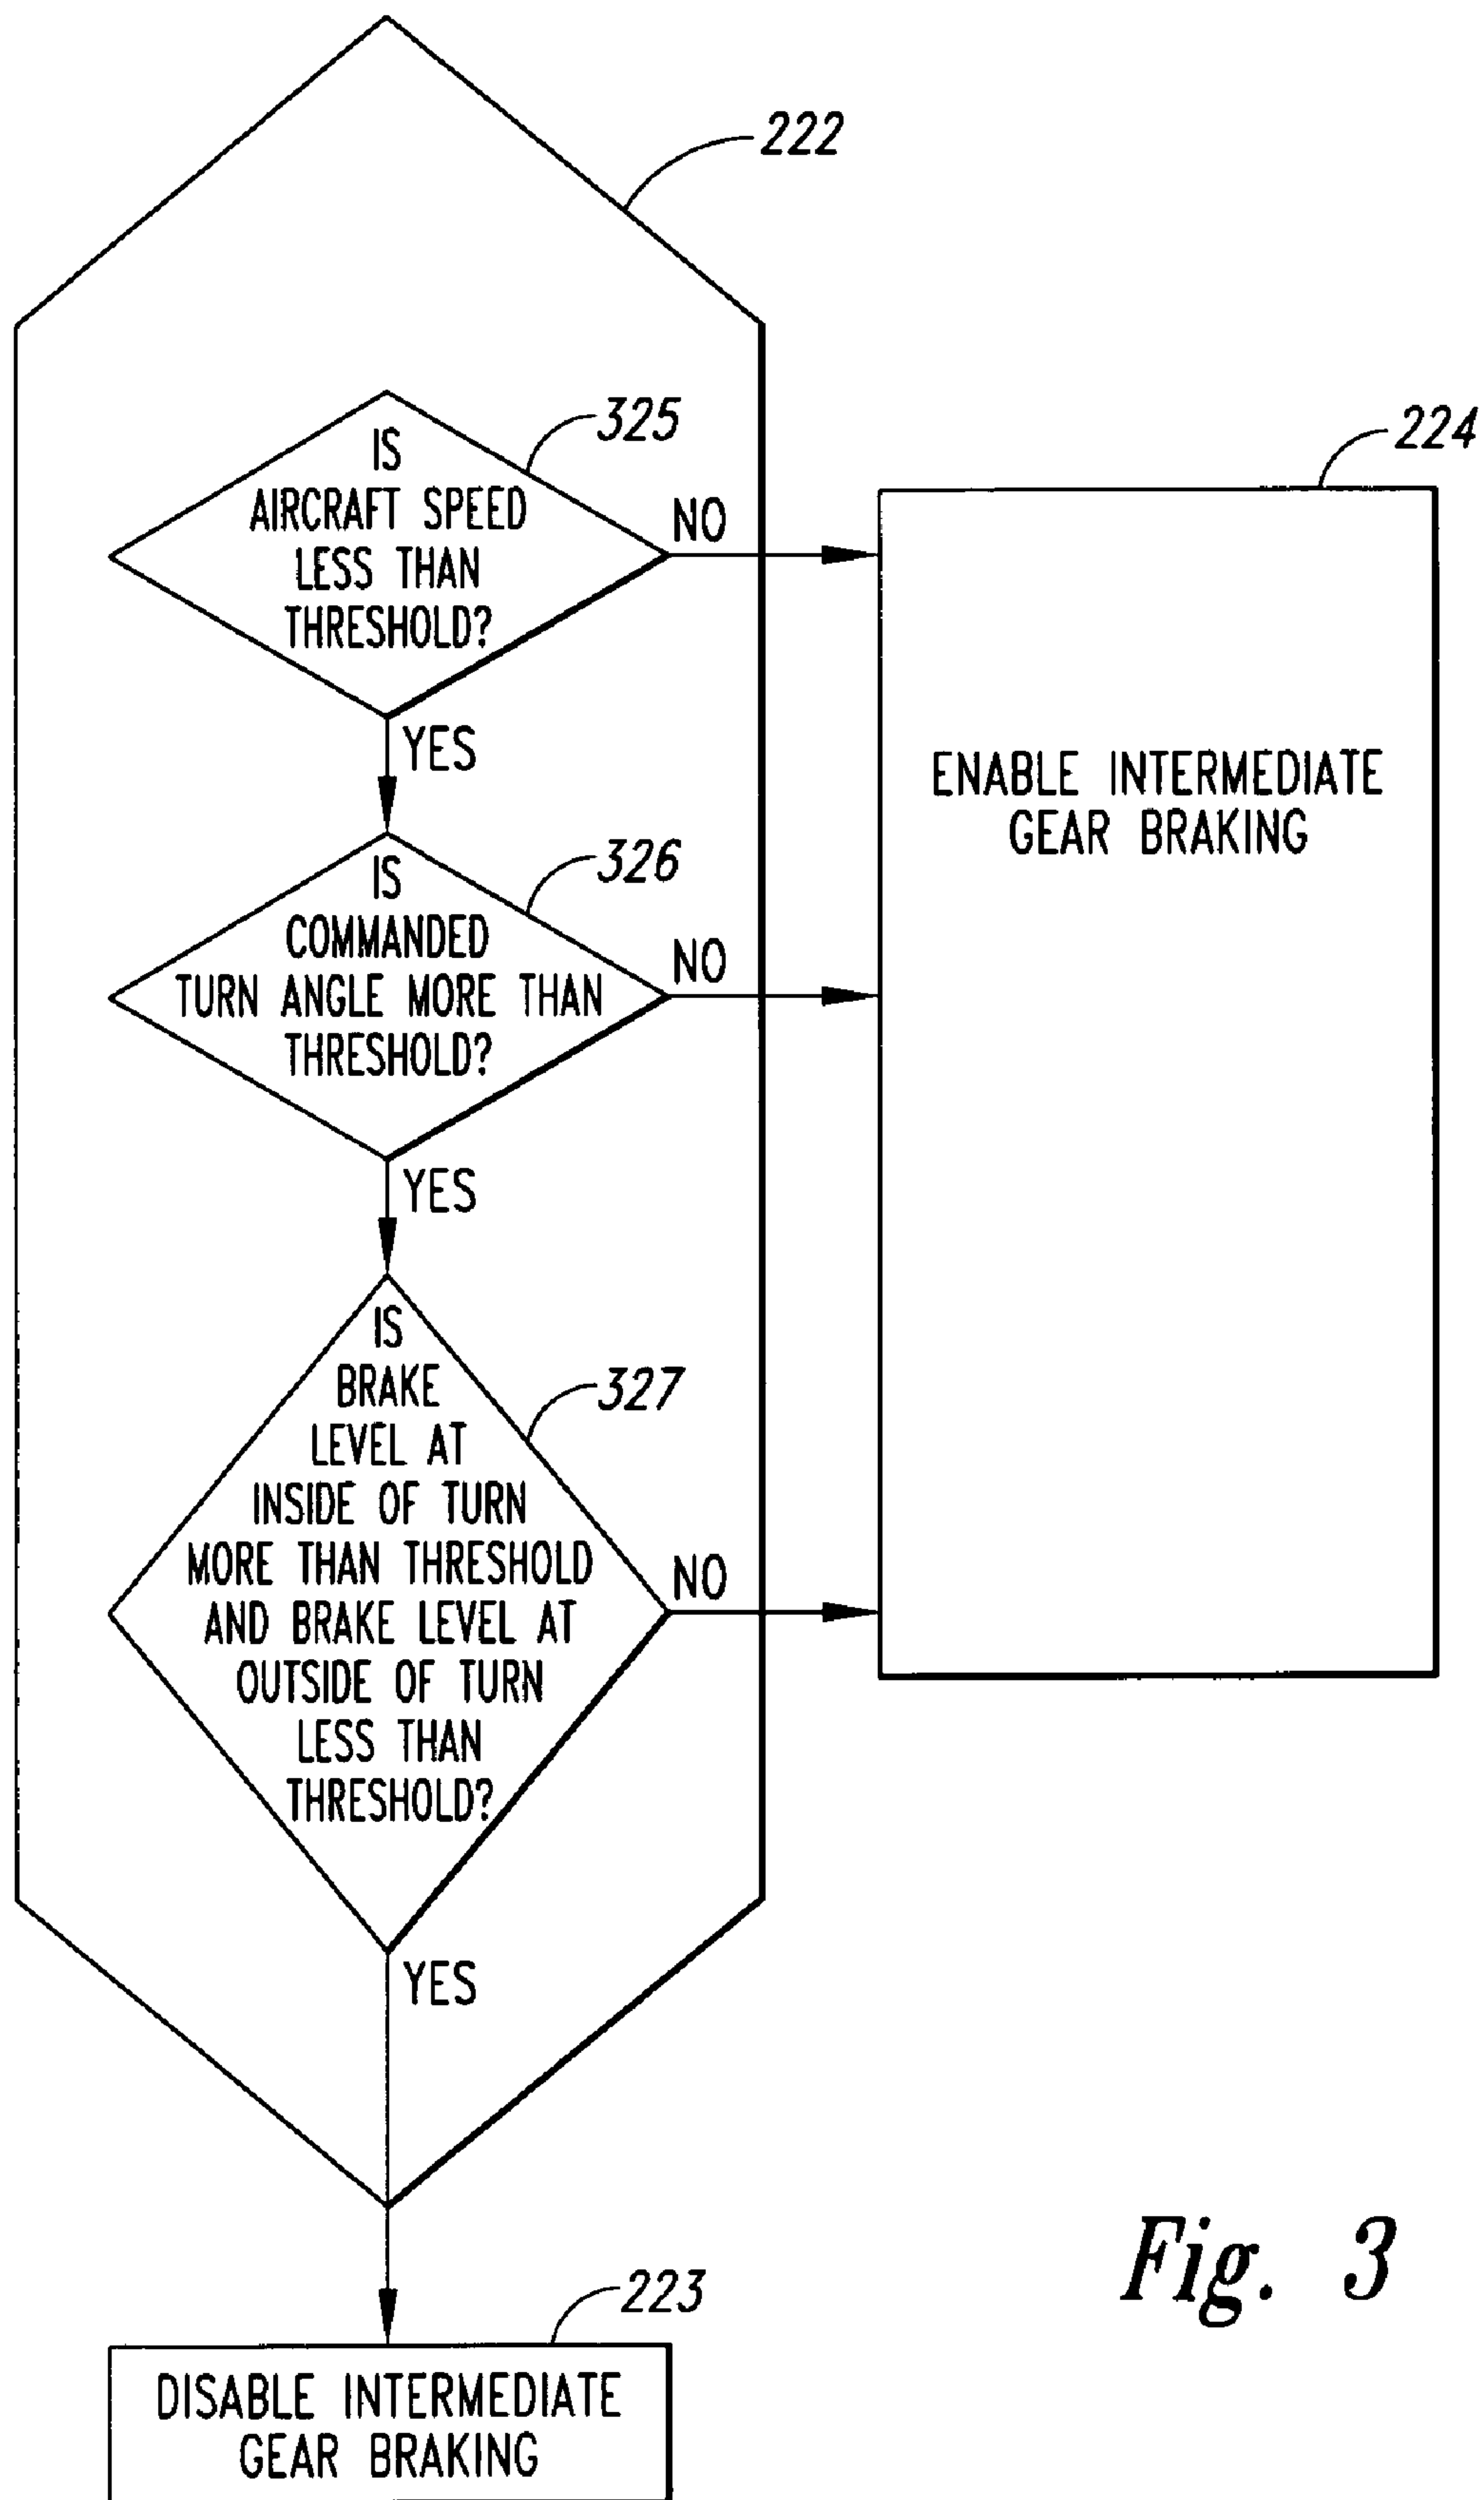 222
325
IS
AIRCRAFT SPEED
LESS THAN
THRESHOLD?
NO
YES
224
ENABLE INTERMEDIATE
GEAR BRAKING
326
IS
COMMANDED
TURN ANGLE MORE THAN
THRESHOLD?
NO
YES
327
IS
BRAKE
LEVEL AT
INSIDE OF TURN
MORE THAN THRESHOLD
AND BRAKE LEVEL AT
OUTSIDE OF TURN
LESS THAN
THRESHOLD?
NO
YES
223
DISABLE INTERMEDIATE
GEAR BRAKING
Fig. 3